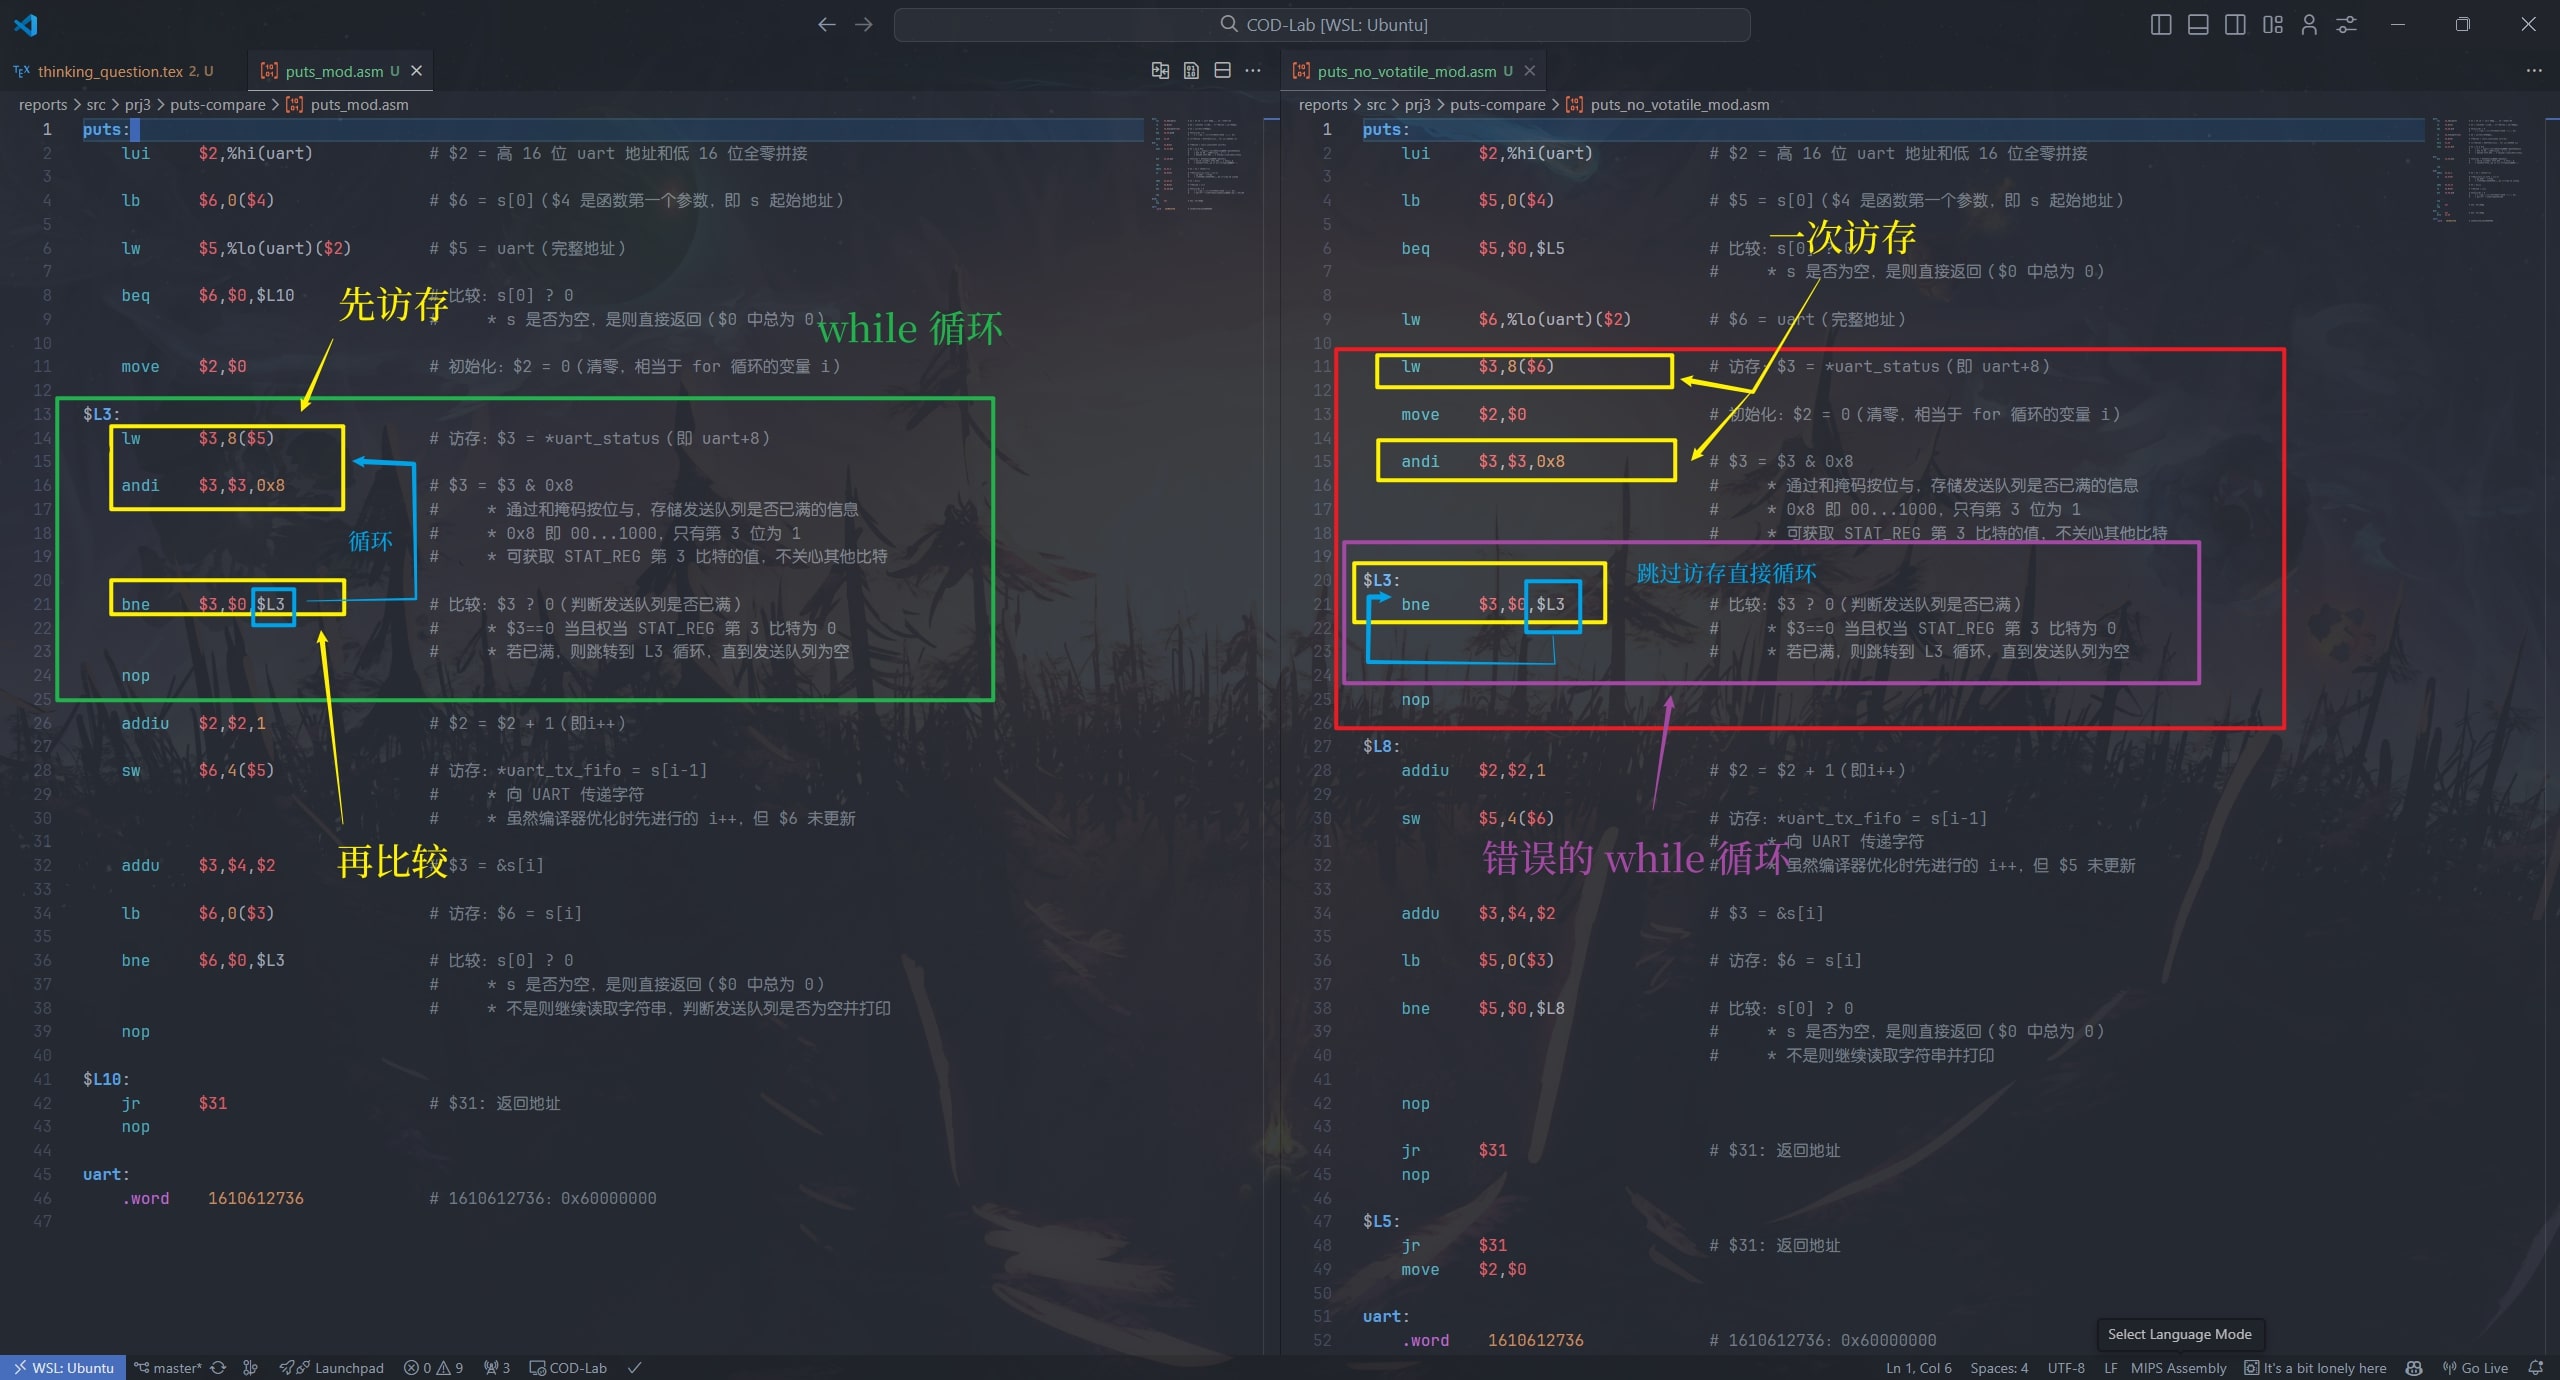 COD-Lab [WSL: Ubuntu]
thinking_question.tex 2, U
puts_mod.asm U
reports > src > prj3 > puts-compare > puts_mod.asm
1 puts:
2 lui $2,%hi(uart) # $2 = 高 16 位 uart 地址和低 16 位全零拼接
3
4 lb $6,0($4) # $6 = s[0]（$4 是函数第一个参数，即 s 起始地址）
5
6 lw $5,%lo(uart)($2) # $5 = uart（完整地址）
7
8 beq $6,$0,$L10 # 比较：s[0] ? 0
先访存
9 # * s 是否为空，是则直接返回（$0 中总为 0）
while 循环
10
11 move $2,$0 # 初始化：$2 = 0（清零，相当于 for 循环的变量 i）
12
13 $L3:
14 lw $3,8($5) # 访存：$3 = *uart_status（即 uart+8）
15
16 andi $3,$3,0x8 # $3 = $3 & 0x8
17 # * 通过和掩码按位与，存储发送队列是否已满的信息
18 # * 0x8 即 00...1000，只有第 3 位为 1
循环
19 # * 可获取 STAT_REG 第 3 比特的值，不关心其他比特
20
21 bne $3,$0,$L3 # 比较：$3 ? 0（判断发送队列是否已满）
22 # * $3==0 当且权当 STAT_REG 第 3 比特为 0
23 # * 若已满，则跳转到 L3 循环，直到发送队列为空
24 nop
25
26 addiu $2,$2,1 # $2 = $2 + 1（即i++）
27
28 sw $6,4($5) # 访存：*uart_tx_fifo = s[i-1]
29 # * 向 UART 传递字符
30 # * 虽然编译器优化时先进行的 i++，但 $6 未更新
31
32 addu $3,$4,$2 # $3 = &s[i]
再比较
33
34 lb $6,0($3) # 访存：$6 = s[i]
35
36 bne $6,$0,$L3 # 比较：s[0] ? 0
37 # * s 是否为空，是则直接返回（$0 中总为 0）
38 # * 不是则继续读取字符串，判断发送队列是否为空并打印
39 nop
40
41 $L10:
42 jr $31 # $31: 返回地址
43 nop
44
45 uart:
46 .word 1610612736 # 1610612736: 0x60000000
47
puts_no_votatile_mod.asm U
reports > src > prj3 > puts-compare > puts_no_votatile_mod.asm
1 puts:
2 lui $2,%hi(uart) # $2 = 高 16 位 uart 地址和低 16 位全零拼接
3
4 lb $5,0($4) # $5 = s[0]（$4 是函数第一个参数，即 s 起始地址）
5
一次访存
6 beq $5,$0,$L5 # 比较：s[0] ? 0
7 # * s 是否为空，是则直接返回（$0 中总为 0）
8
9 lw $6,%lo(uart)($2) # $6 = uart（完整地址）
10
11 lw $3,8($6) # 访存：$3 = *uart_status（即 uart+8）
12
13 move $2,$0 # 初始化：$2 = 0（清零，相当于 for 循环的变量 i）
14
15 andi $3,$3,0x8 # $3 = $3 & 0x8
16 # * 通过和掩码按位与，存储发送队列是否已满的信息
17 # * 0x8 即 00...1000，只有第 3 位为 1
18 # * 可获取 STAT_REG 第 3 比特的值，不关心其他比特
19
20 $L3:
跳过访存直接循环
21 bne $3,$0,$L3 # 比较：$3 ? 0（判断发送队列是否已满）
22 # * $3==0 当且权当 STAT_REG 第 3 比特为 0
23 # * 若已满，则跳转到 L3 循环，直到发送队列为空
24
25 nop
26
27 $L8:
28 addiu $2,$2,1 # $2 = $2 + 1（即i++）
29
30 sw $5,4($6) # 访存：*uart_tx_fifo = s[i-1]
31 # * 向 UART 传递字符
错误的 while 循环
32 # * 虽然编译器优化时先进行的 i++，但 $5 未更新
33
34 addu $3,$4,$2 # $3 = &s[i]
35
36 lb $5,0($3) # 访存：$6 = s[i]
37
38 bne $5,$0,$L8 # 比较：s[0] ? 0
39 # * s 是否为空，是则直接返回（$0 中总为 0）
40 # * 不是则继续读取字符串并打印
41
42 nop
43
44 jr $31 # $31: 返回地址
45 nop
46
47 $L5:
48 jr $31 # $31: 返回地址
49 move $2,$0
50
51 uart:
52 .word 1610612736 # 1610612736: 0x60000000
Select Language Mode
WSL: Ubuntu master* Launchpad 0 9 3 COD-Lab Ln 1, Col 6 Spaces: 4 UTF-8 LF MIPS Assembly It's a bit lonely here Go Live